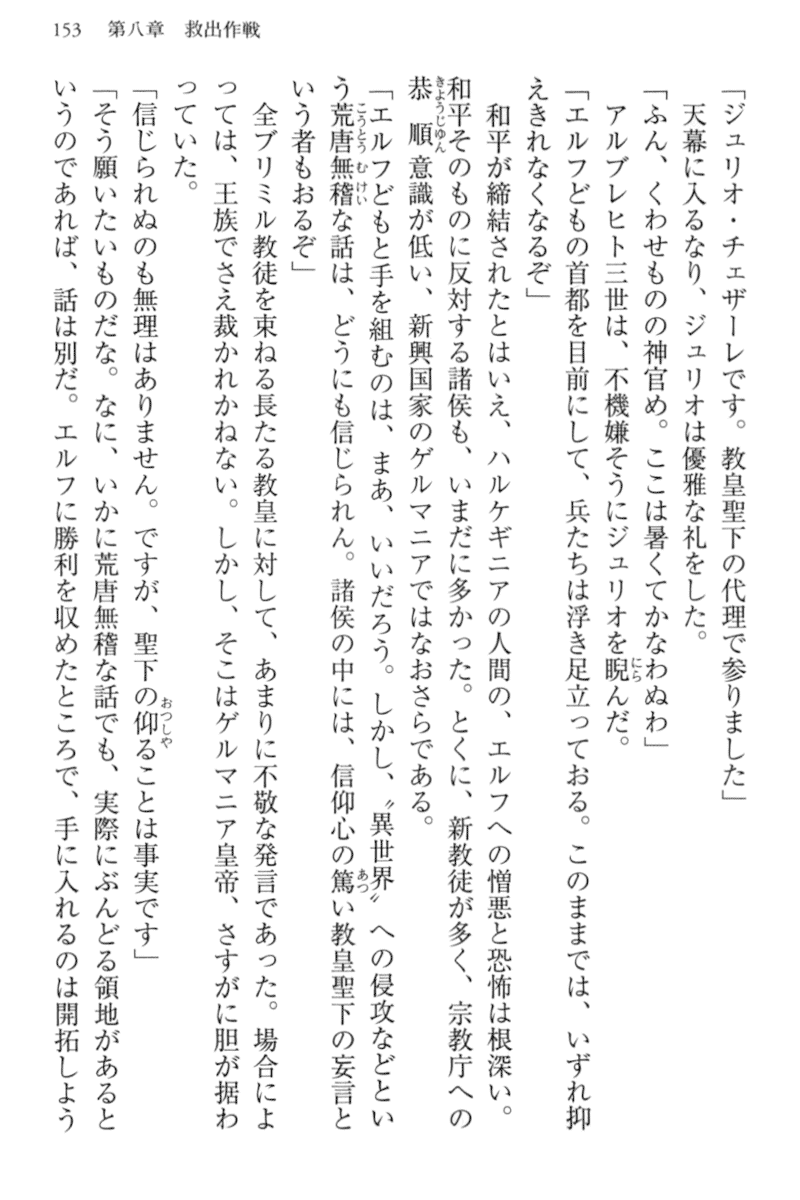 153　第八章　救出作戦
「ジュリオ・チェザーレです。教皇聖下の代理で参りました」
　天幕に入るなり、ジュリオは優雅な礼をした。
「ふん、くわせものの神官め。ここは暑くてかなわぬわ」
　アルブレヒト三世は、不機嫌そうにジュリオを睨んだ。
「エルフどもの首都を目前にして、兵たちは浮き足立っておる。このままでは、いずれ抑
えきれなくなるぞ」
　和平が締結されたとはいえ、ハルケギニアの人間の、エルフへの憎悪と恐怖は根深い。
和平そのものに反対する諸侯も、いまだに多かった。とくに、新教徒が多く、宗教庁への
恭順意識が低い、新興国家のゲルマニアではなおさらである。
「エルフどもと手を組むのは、まあ、いいだろう。しかし、〝異世界〟への侵攻などとい
う荒唐無稽な話は、どうにも信じられん。諸侯の中には、信仰心の篤い教皇聖下の妄言と
いう者もおるぞ」
　全ブリミル教徒を束ねる長たる教皇に対して、あまりに不敬な発言であった。場合によ
っては、王族でさえ裁かれかねない。しかし、そこはゲルマニア皇帝、さすがに胆が据わ
っていた。
「信じられぬのも無理はありません。ですが、聖下の仰ることは事実です」
「そう願いたいものだな。なに、いかに荒唐無稽な話でも、実際にぶんどる領地があると
いうのであれば、話は別だ。エルフに勝利を収めたところで、手に入れるのは開拓しよう